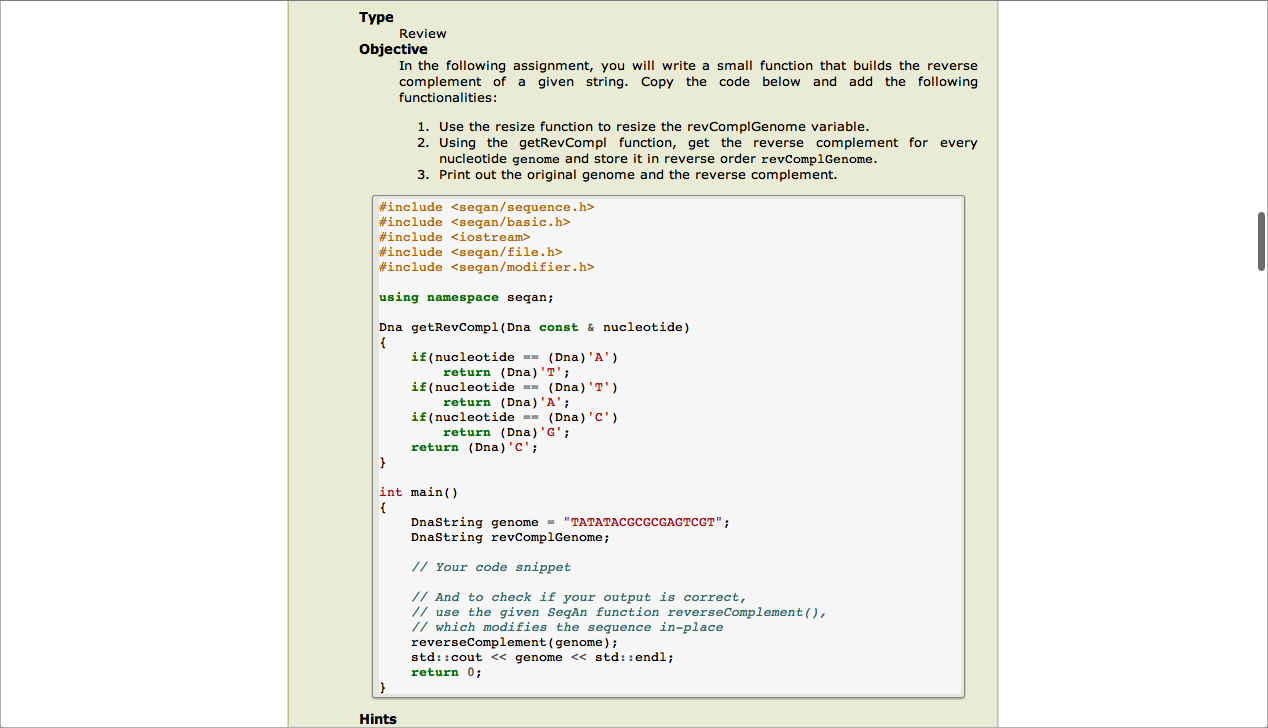 Type
Review
Objective
In the following assignment, you will write a small function that builds the reverse
complement of a given string. Copy the code below and add the following
functionalities:
1. Use the resize function to resize the revComplGenome variable.
2. Using the getRevCompl function, get the reverse complement for every
nucleotide genome and store it in reverse order revComplGenome.
3. Print out the original genome and the reverse complement.
#include <seqan/sequence.h>
#include <seqan/basic.h>
#include <iostream>
#include <seqan/file.h>
#include <seqan/modifier.h>
using namespace seqan;
Dna getRevCompl(Dna const & nucleotide)
{
    if(nucleotide == (Dna)'A')
        return (Dna)'T';
    if(nucleotide == (Dna)'T')
        return (Dna)'A';
    if(nucleotide == (Dna)'C')
        return (Dna)'G';
    return (Dna)'C';
}
int main()
{
    DnaString genome = "TATATACGCGCGAGTCGT";
    DnaString revComplGenome;
    // Your code snippet
    // And to check if your output is correct,
    // use the given SeqAn function reverseComplement(),
    // which modifies the sequence in-place
    reverseComplement(genome);
    std::cout << genome << std::endl;
    return 0;
}
Hints